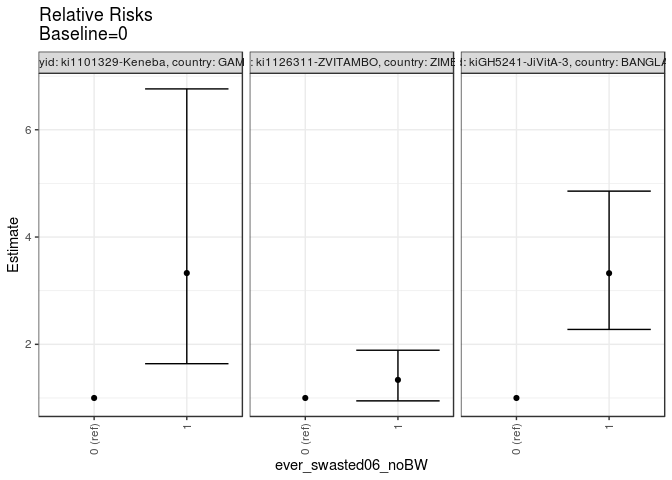 Relative Risks
Baseline=0
yid: ki1101329-Keneba, country: GAM
: ki1126311-ZVITAMBO, country: ZIMB
: kiGH5241-JiVitA-3, country: BANGLA
Estimate
6
4
2
0 (ref)
1
0 (ref)
1
0 (ref)
1
ever_swasted06_noBW